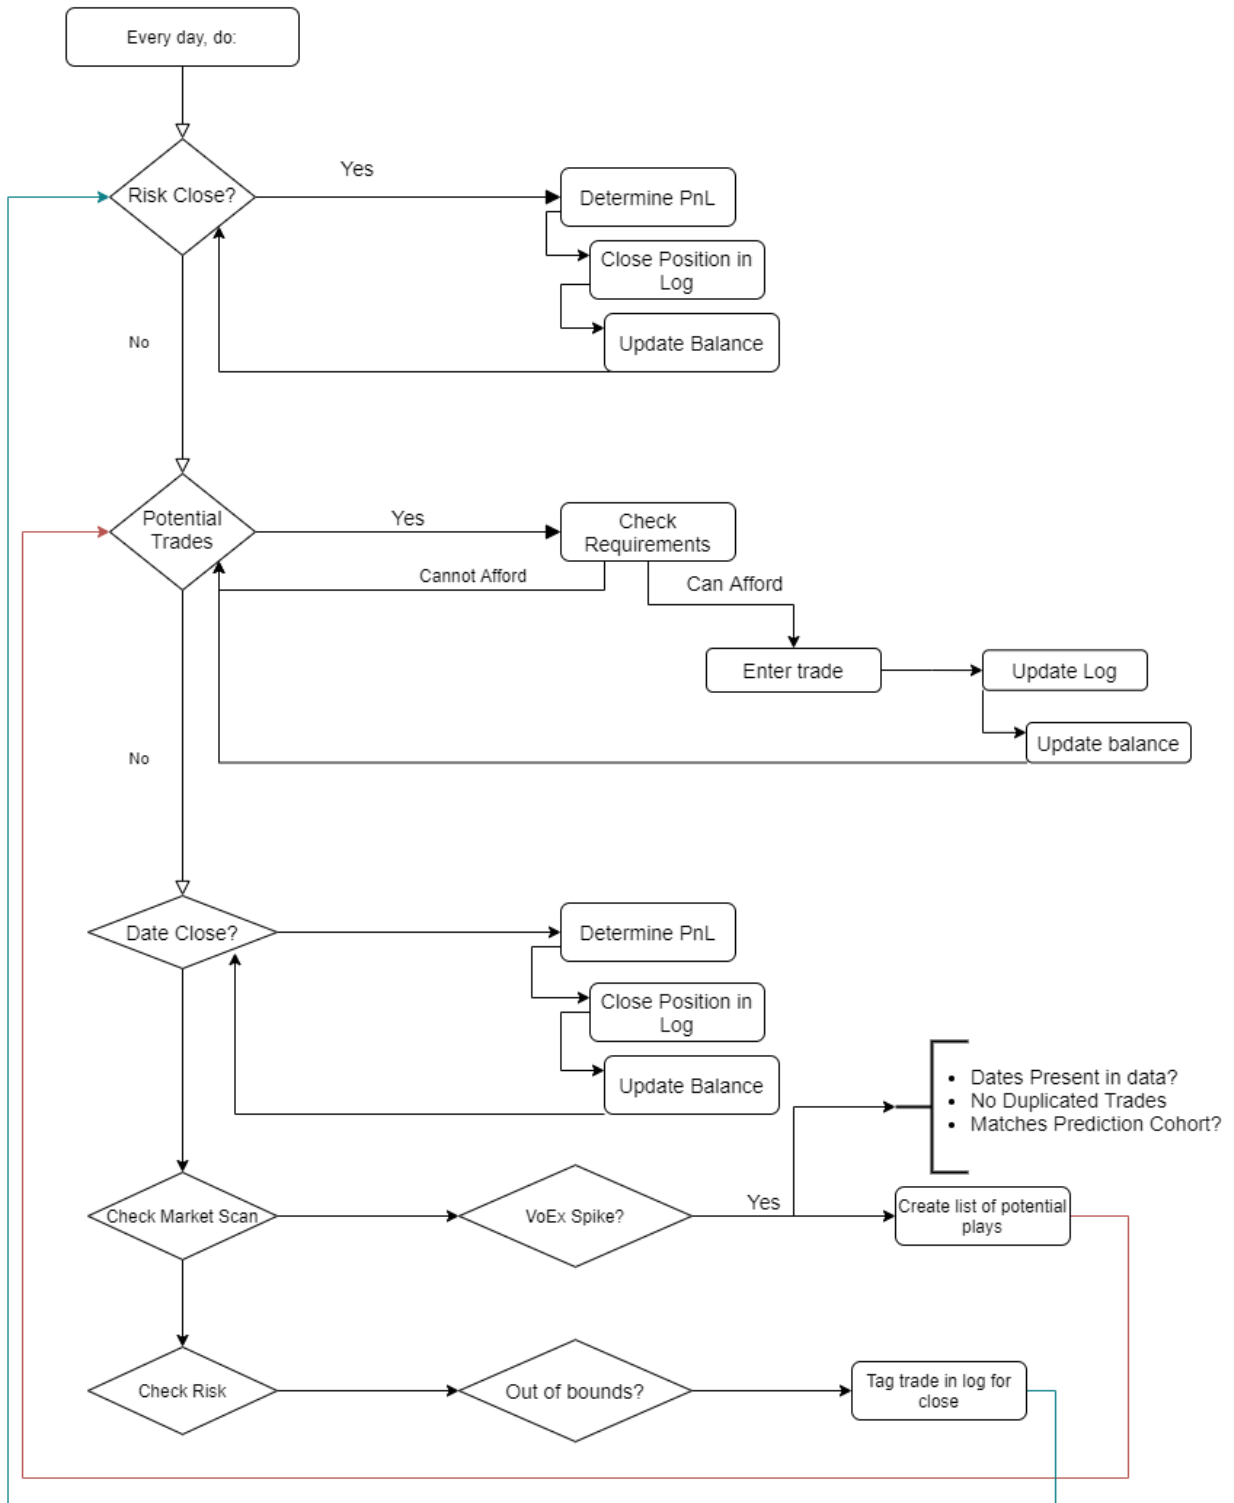 Every day, do:
Risk Close?
Yes
Determine PnL
Close Position in
Log
Update Balance
No
Potential
Trades
Yes
Check
Requirements
Cannot Afford
Can Afford
Enter trade
Update Log
Update balance
No
Date Close?
Determine PnL
Close Position in
Log
Update Balance
• Dates Present in data?
• No Duplicated Trades
• Matches Prediction Cohort?
Check Market Scan
VoEx Spike?
Yes
Create list of potential
plays
Check Risk
Out of bounds?
Tag trade in log for
close